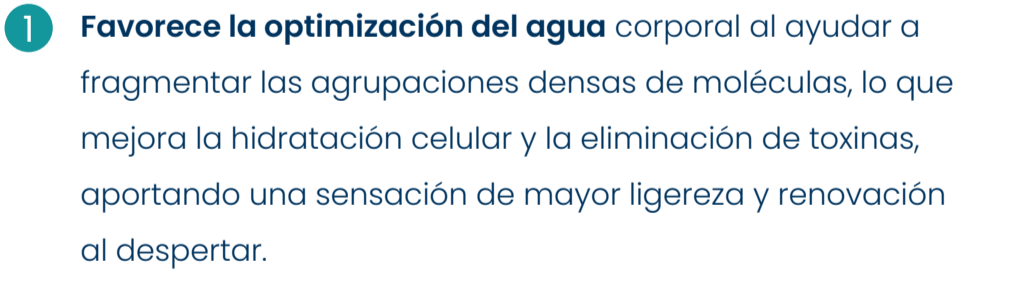 1 Favorece la optimización del agua corporal al ayudar a
fragmentar las agrupaciones densas de moléculas, lo que
mejora la hidratación celular y la eliminación de toxinas,
aportando una sensación de mayor ligereza y renovación
al despertar.